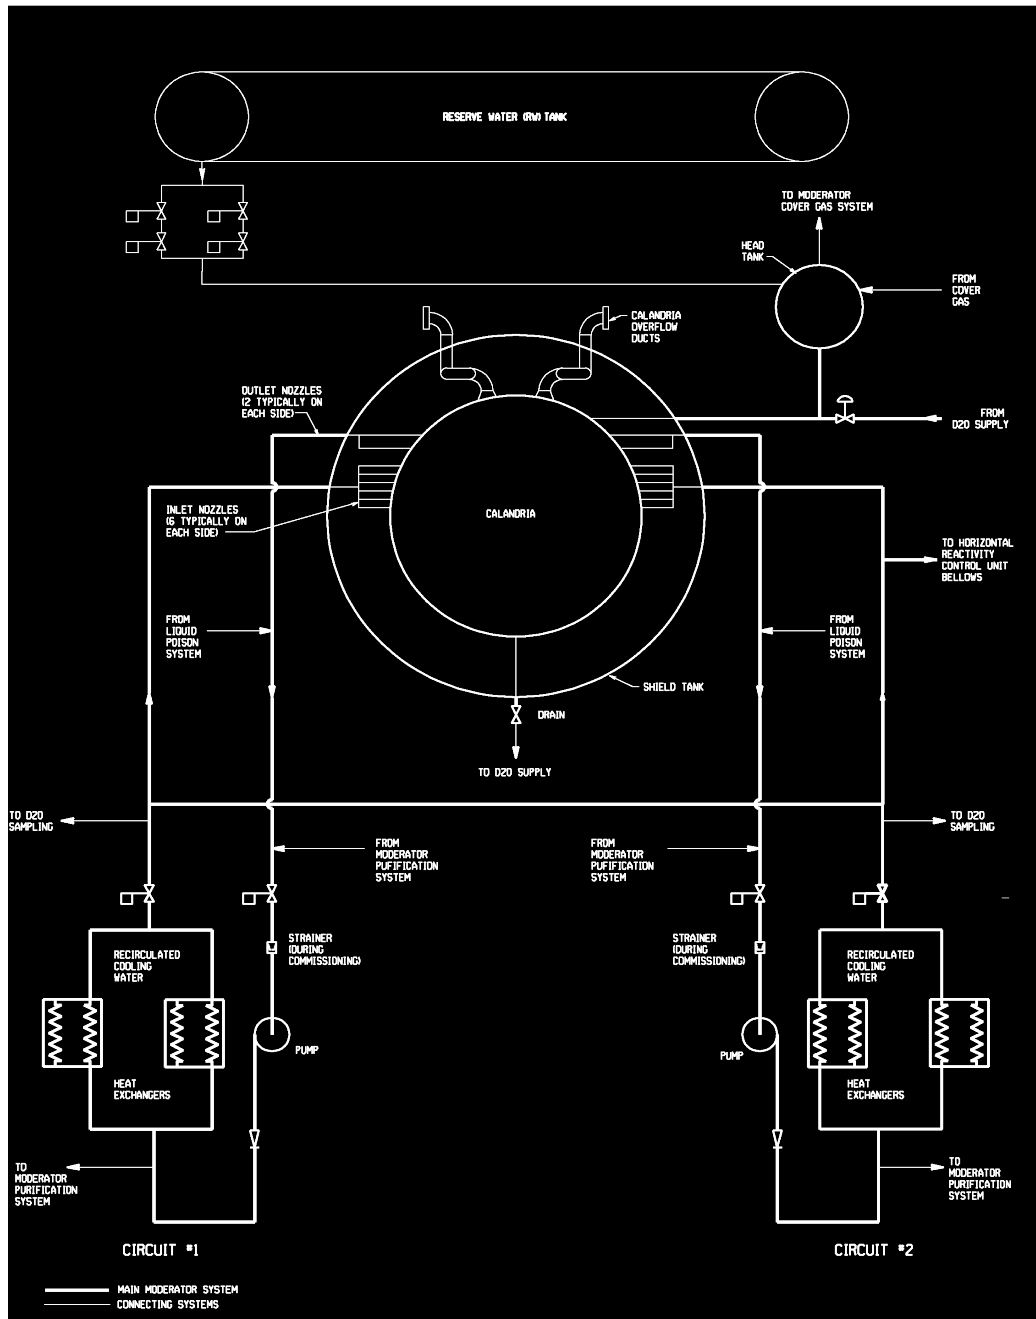 RESERVE WATER (RW) TANK
TO MODERATOR
COVER GAS SYSTEM
HEAD
TANK
FROM
COVER
GAS
CALANDRIA
OVERFLOW
DUCTS
OUTLET NOZZLES
(2 TYPICALLY ON
EACH SIDE)
FROM
D2O SUPPLY
INLET NOZZLES
(6 TYPICALLY ON
EACH SIDE)
CALANDRIA
TO HORIZONTAL
REACTIVITY
CONTROL UNIT
BELLOWS
FROM
LIQUID
POISON
SYSTEM
FROM
LIQUID
POISON
SYSTEM
SHIELD TANK
DRAIN
TO D2O SUPPLY
TO D2O
SAMPLING
TO D2O
SAMPLING
FROM
MODERATOR
PUFIFICATION
SYSTEM
FROM
MODERATOR
PUFIFICATION
SYSTEM
STRAINER
(DURING
COMMISSIONING)
STRAINER
(DURING
COMMISSIONING)
RECIRCULATED
COOLING
WATER
RECIRCULATED
COOLING
WATER
PUMP
PUMP
HEAT
EXCHANGERS
HEAT
EXCHANGERS
TO
MODERATOR
PURIFICATION
SYSTEM
TO
MODERATOR
PURIFICATION
SYSTEM
CIRCUIT #1
CIRCUIT #2
MAIN MODERATOR SYSTEM
CONNECTING SYSTEMS